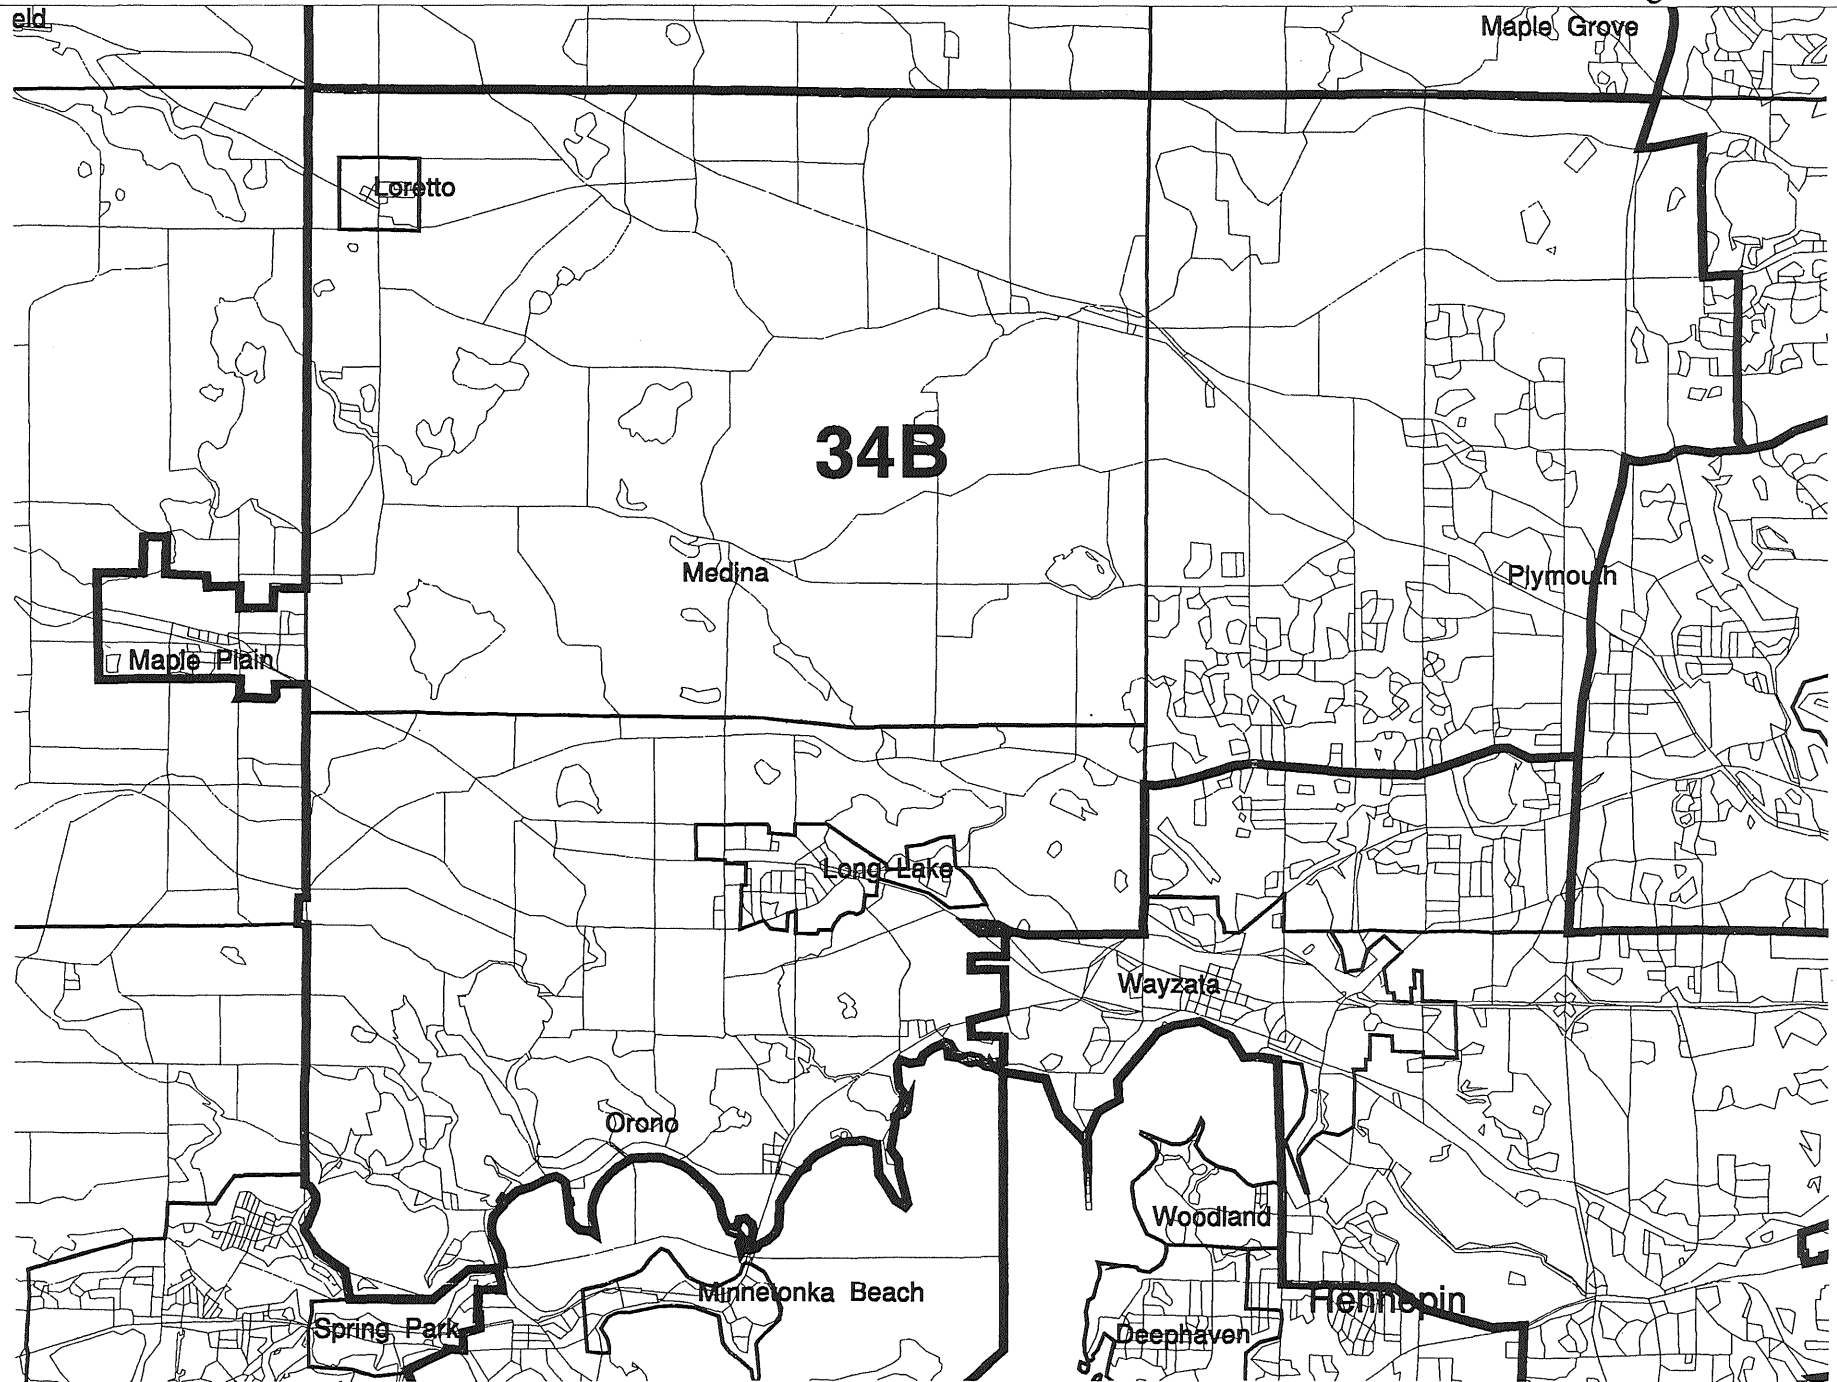 eld
Maple Grove
Loretto
34B
Medina
Plymouth
Maple Plain
Long Lake
Wayzata
Orono
Woodland
Minnetonka Beach
Hennepin
Spring Park
Deephaven